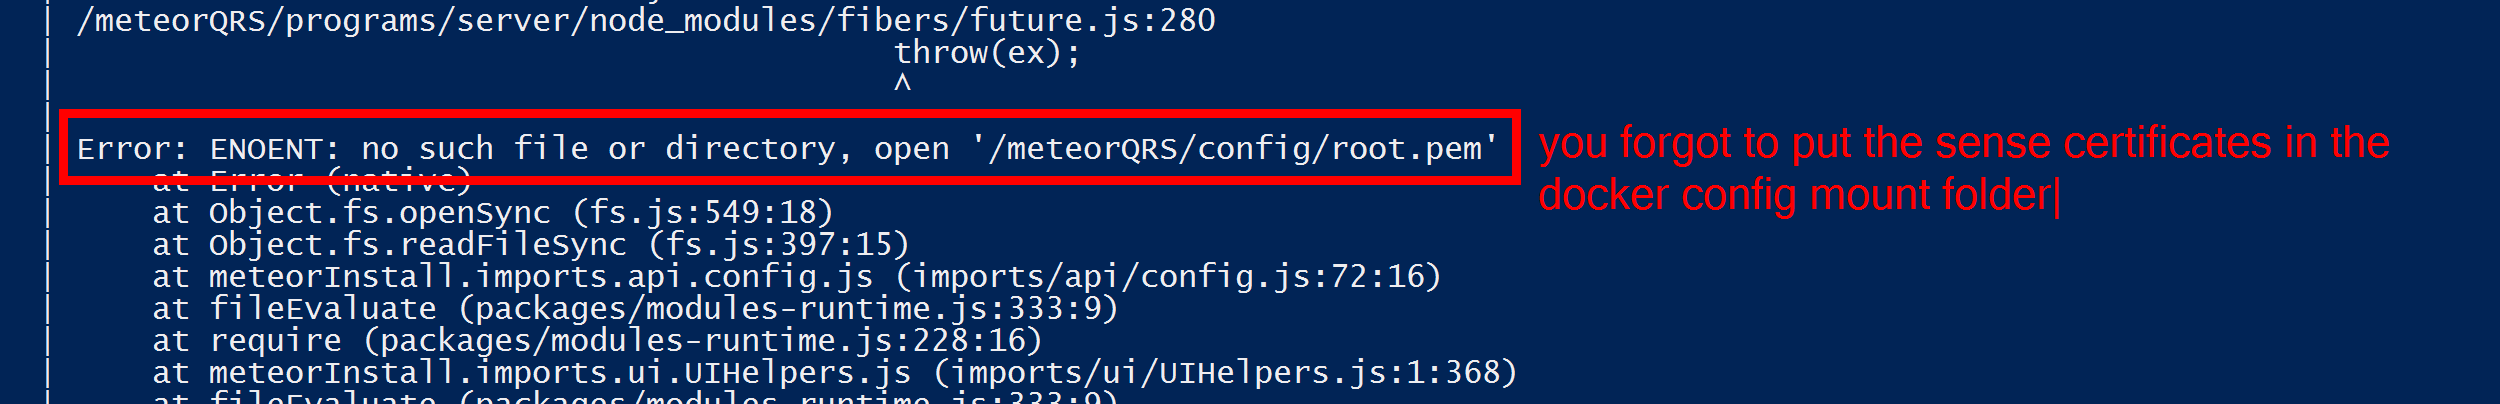 /meteorQRS/programs/server/node_modules/fibers/future.js:280
throw(ex);
^
Error: ENOENT: no such file or directory, open '/meteorQRS/config/root.pem'
you forgot to put the sense certificates in the
docker config mount folder
at Error (native)
at Object.fs.openSync (fs.js:549:18)
at Object.fs.readFileSync (fs.js:397:15)
at meteorInstall.imports.api.config.js (imports/api/config.js:72:16)
at fileEvaluate (packages/modules-runtime.js:333:9)
at require (packages/modules-runtime.js:228:16)
at meteorInstall.imports.ui.UIHelpers.js (imports/ui/UIHelpers.js:1:368)
at fileEvaluate (packages/modules-runtime.js:333:9)